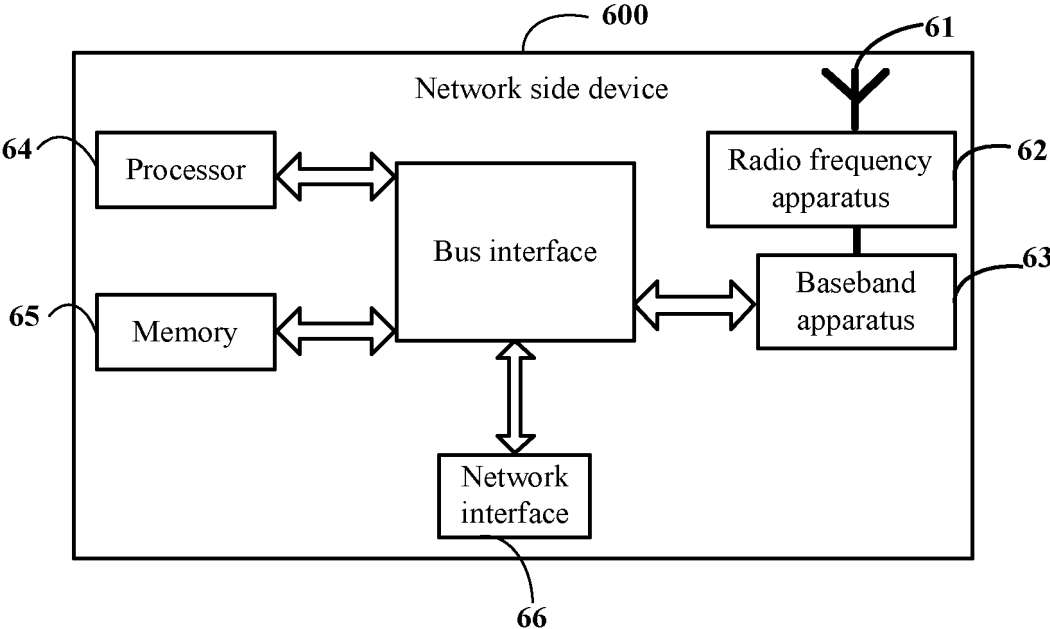 600
61
Network side device
64
Processor
Radio frequency
apparatus
62
Bus interface
63
Baseband
apparatus
65
Memory
Network
interface
66